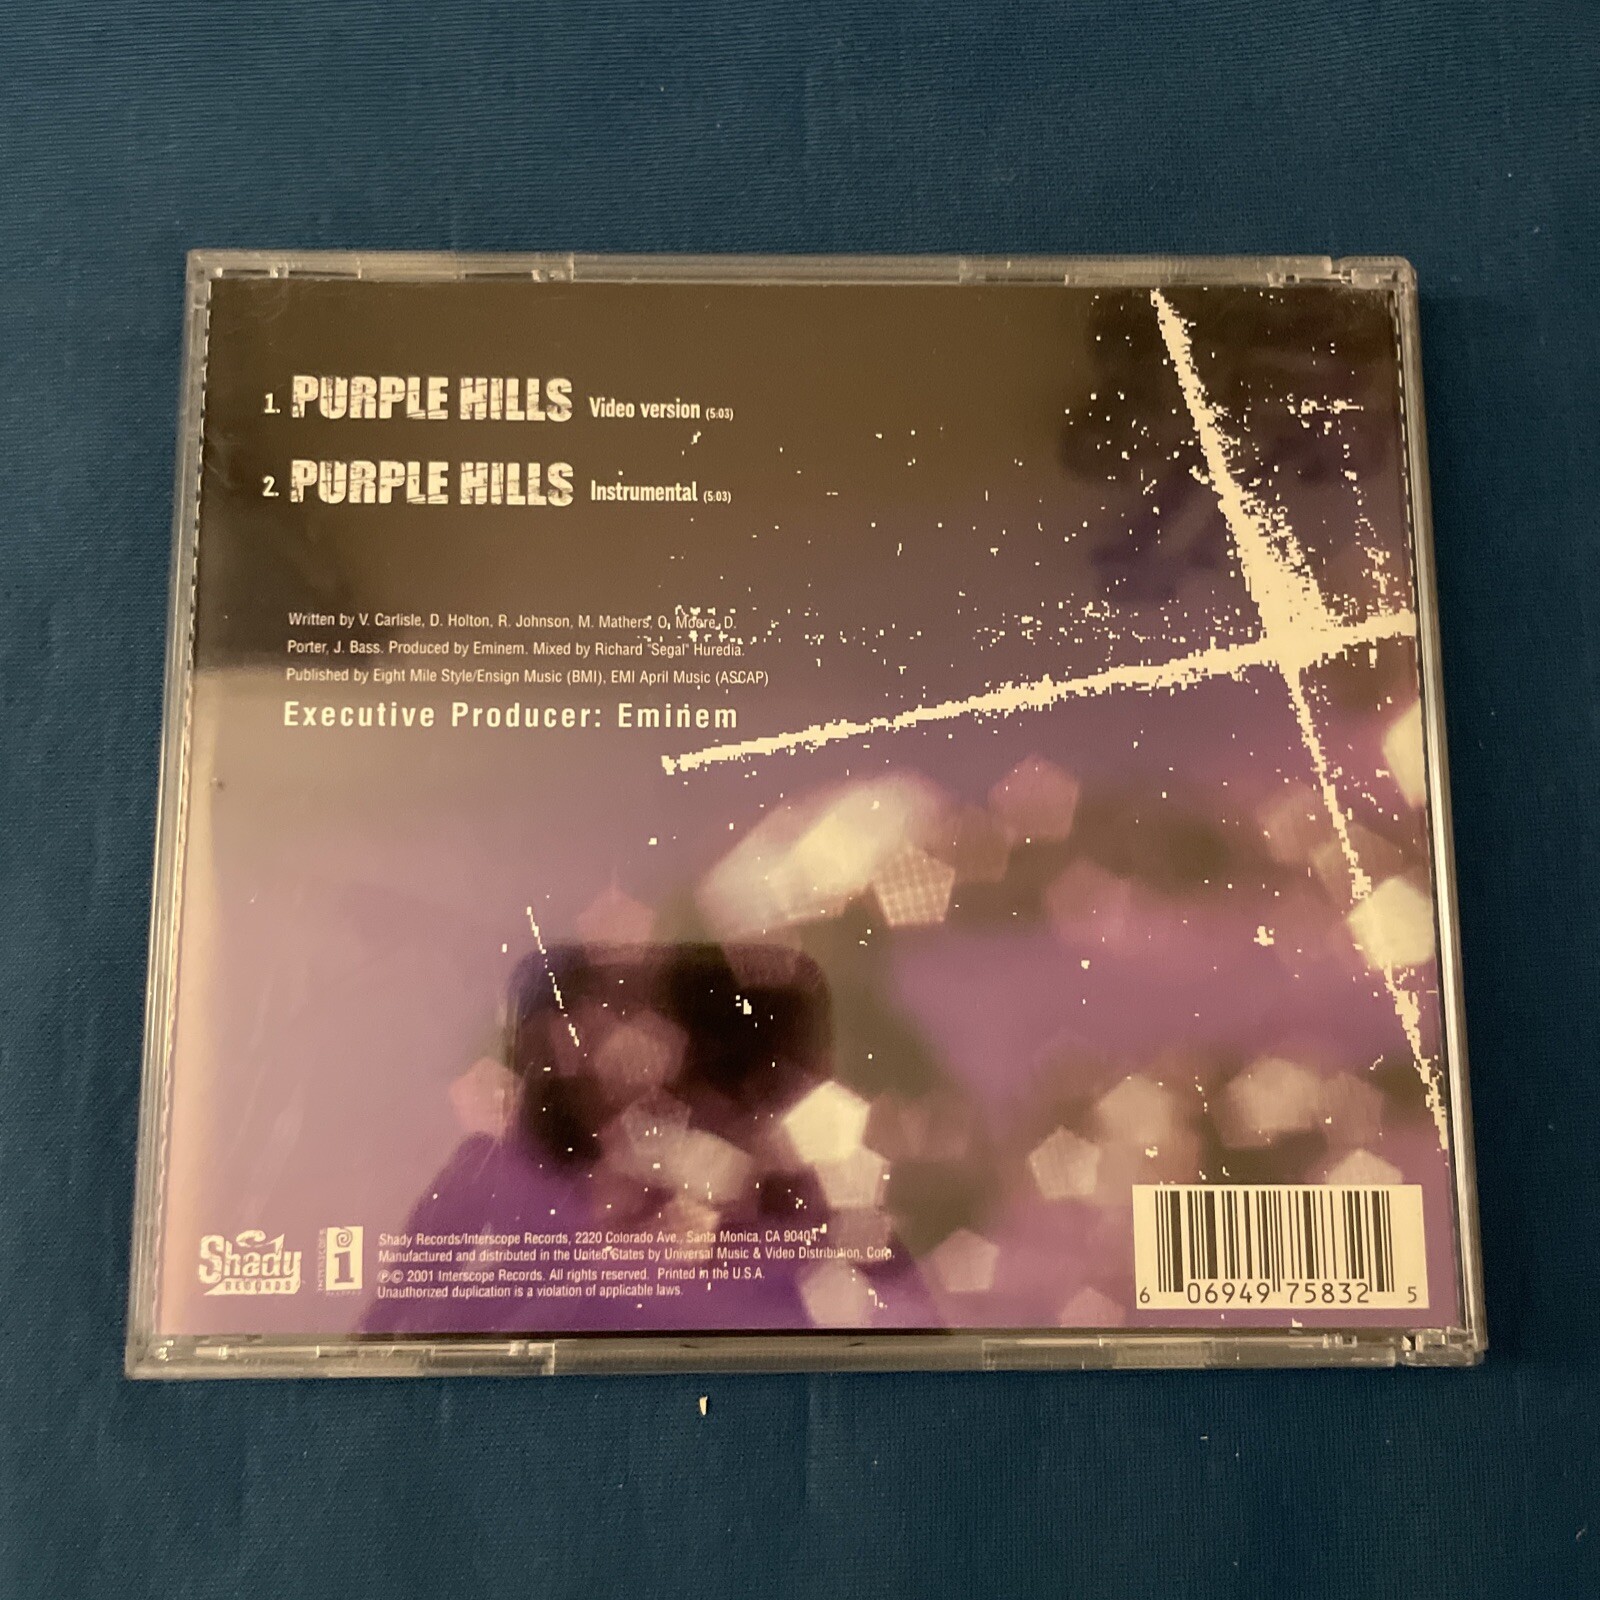 1. PURPLE HILLS Video version (5:03)
2. PURPLE HILLS Instrumental (5:03)
Written by V. Carlisle, D. Holton, R. Johnson, M. Mathers, O. Moore, D.
Porter, J. Bass. Produced by Eminem. Mixed by Richard "Segal" Huredia.
Published by Eight Mile Style/Ensign Music (BMI), EMI April Music (ASCAP)
Executive Producer: Eminem
Shady
RECORDS
INTERSCOPE
i
RECORDS
Shady Records/Interscope Records, 2220 Colorado Ave., Santa Monica, CA 90404.
Manufactured and distributed in the United States by Universal Music & Video Distribution, Corp.
℗© 2001 Interscope Records. All rights reserved. Printed in the U.S.A.
Unauthorized duplication is a violation of applicable laws.
6 06949 75832 5